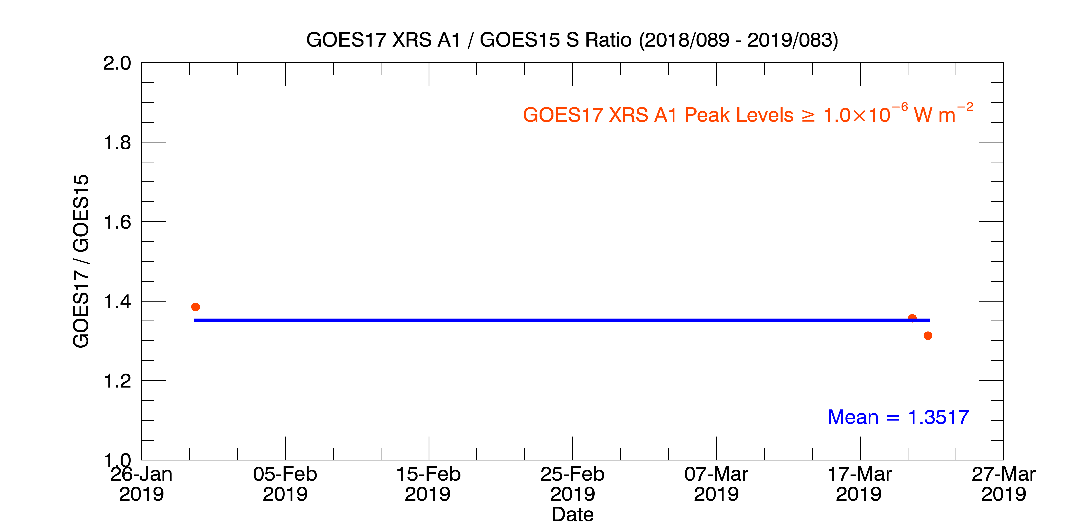 GOES17 XRS A1 / GOES15 S Ratio (2018/089 - 2019/083)
2.0
GOES17 XRS A1 Peak Levels ≥ 1.0×10⁻⁶ W m⁻²
1.8
1.6
GOES17 / GOES15
1.4
1.2
Mean = 1.3517
1.0
26-Jan 05-Feb 15-Feb 25-Feb 07-Mar 17-Mar 27-Mar
2019 2019 2019 2019 2019 2019 2019
Date